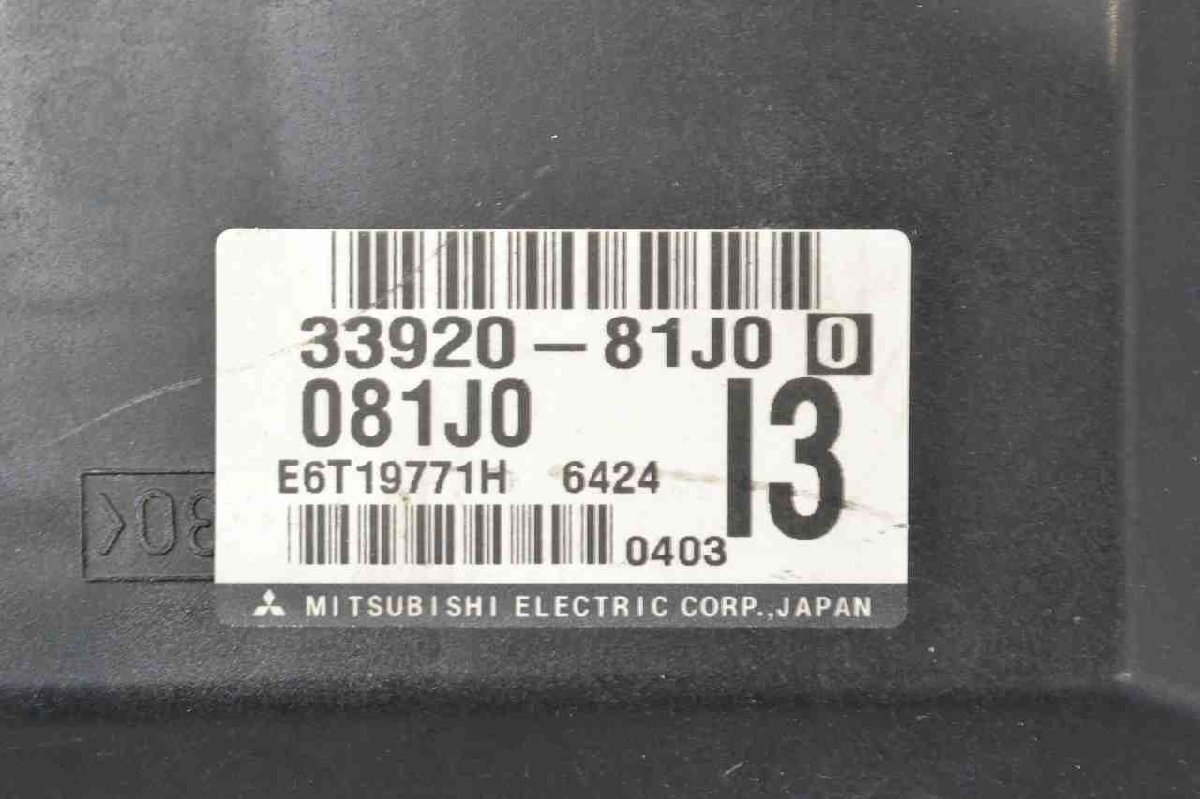 33920-81J0 0
081J0
I3
E6T19771H 6424
0403
MITSUBISHI ELECTRIC CORP.,JAPAN